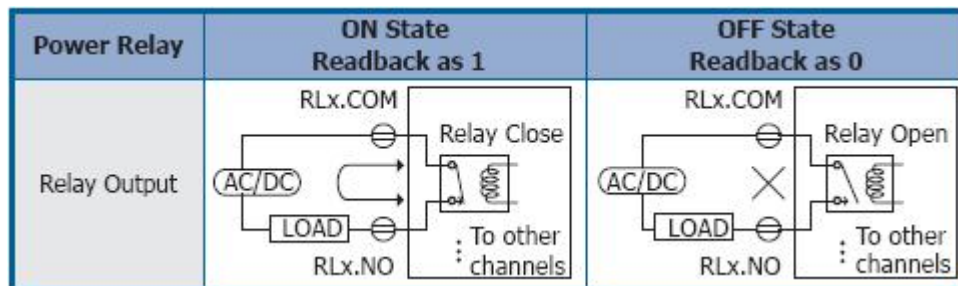 Power Relay
ON State
Readback as 1
OFF State
Readback as 0
Relay Output
RLx.COM
Relay Close
AC/DC
LOAD
To other
channels
RLx.NO
RLx.COM
Relay Open
AC/DC
LOAD
To other
channels
RLx.NO